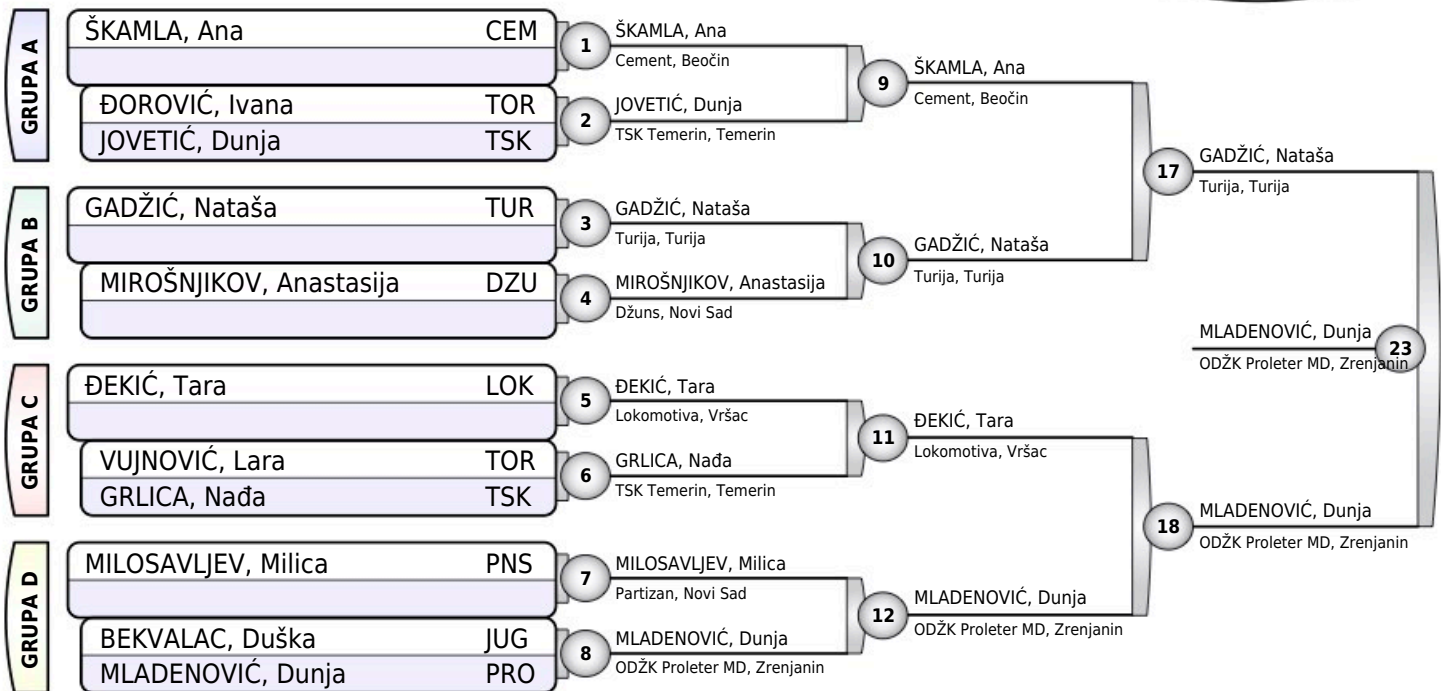 GRUPA A
ŠKAMLA, Ana CEM
ĐOROVIĆ, Ivana TOR
JOVETIĆ, Dunja TSK
1
ŠKAMLA, Ana
Cement, Beočin
2
JOVETIĆ, Dunja
TSK Temerin, Temerin
9
ŠKAMLA, Ana
Cement, Beočin
GRUPA B
GADŽIĆ, Nataša TUR
MIROŠNJIKOV, Anastasija DZU
3
GADŽIĆ, Nataša
Turija, Turija
4
MIROŠNJIKOV, Anastasija
Džuns, Novi Sad
10
GADŽIĆ, Nataša
Turija, Turija
17
GADŽIĆ, Nataša
Turija, Turija
GRUPA C
ĐEKIĆ, Tara LOK
VUJNOVIĆ, Lara TOR
GRLICA, Nađa TSK
5
ĐEKIĆ, Tara
Lokomotiva, Vršac
6
GRLICA, Nađa
TSK Temerin, Temerin
11
ĐEKIĆ, Tara
Lokomotiva, Vršac
GRUPA D
MILOSAVLJEV, Milica PNS
BEKVALAC, Duška JUG
MLADENOVIĆ, Dunja PRO
7
MILOSAVLJEV, Milica
Partizan, Novi Sad
8
MLADENOVIĆ, Dunja
ODŽK Proleter MD, Zrenjanin
12
MLADENOVIĆ, Dunja
ODŽK Proleter MD, Zrenjanin
18
MLADENOVIĆ, Dunja
ODŽK Proleter MD, Zrenjanin
23
MLADENOVIĆ, Dunja
ODŽK Proleter MD, Zrenjanin